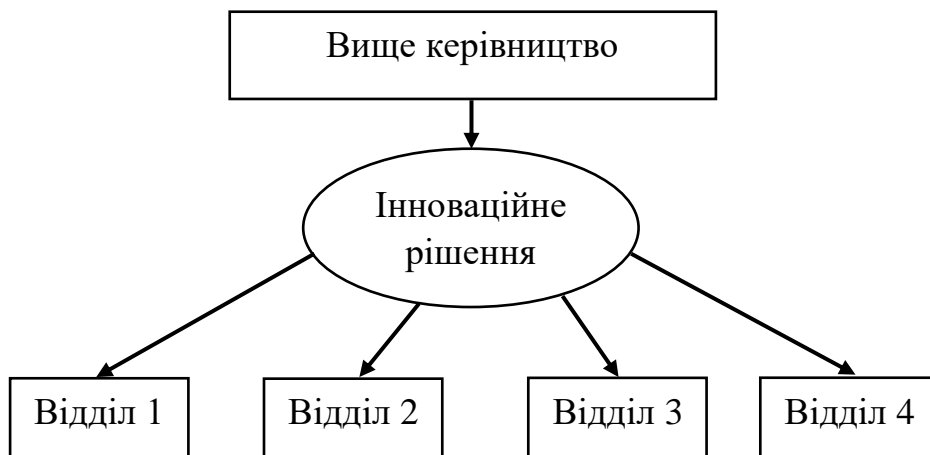 Вище керівництво
Інноваційне
рішення
Відділ 1
Відділ 2
Відділ 3
Відділ 4